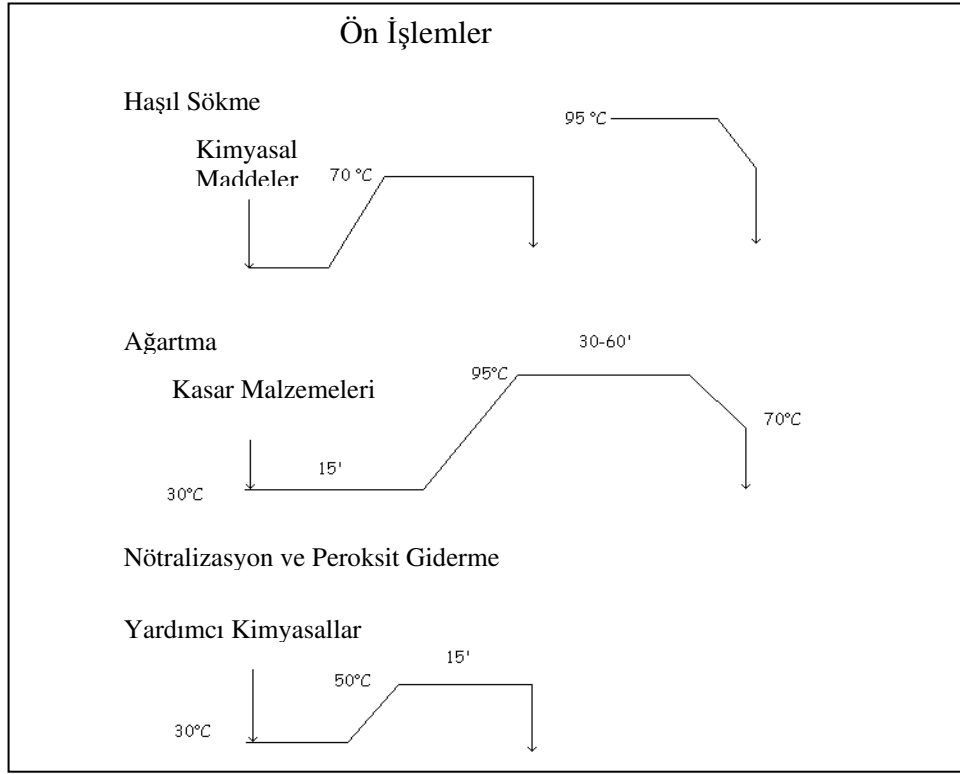 Ön İşlemler
Haşıl Sökme
95 °C
Kimyasal
Maddeler
70 °C
Ağartma
30-60'
95°C
Kasar Malzemeleri
70°C
15'
30°C
Nötralizasyon ve Peroksit Giderme
Yardımcı Kimyasallar
15'
50°C
30°C